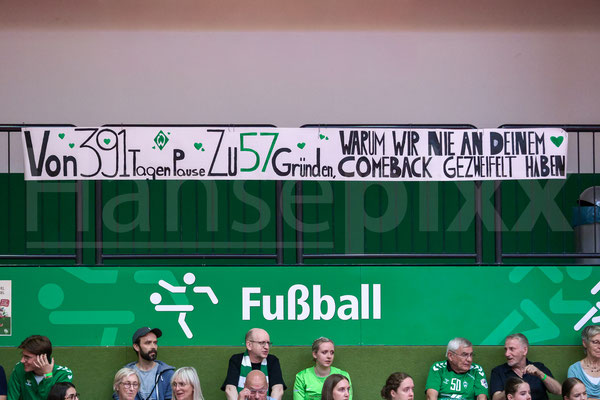 Von 391 Tagen Pause Zu 57 Gründen, WARUM WIR NIE AN DEINEM
COMEBACK GEZWEIFELT HABEN
Hansepixx
Fußball
50